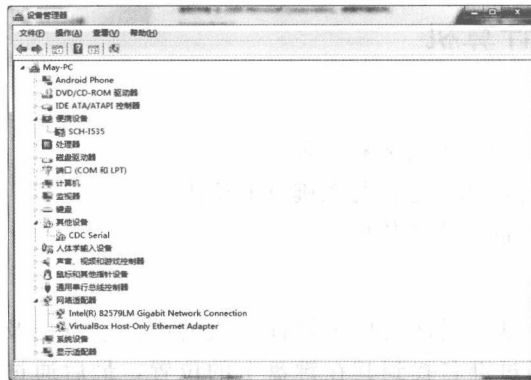 设备管理器
文件(F) 操作(A) 查看(V) 帮助(H)
May-PC
Android Phone
DVD/CD-ROM 驱动器
IDE ATA/ATAPI 控制器
便携设备
SCH-I535
处理器
磁盘驱动器
端口 (COM 和 LPT)
计算机
监视器
键盘
其他设备
CDC Serial
人体学输入设备
声音、视频和游戏控制器
鼠标和其他指针设备
通用串行总线控制器
网络适配器
Intel(R) 82579LM Gigabit Network Connection
VirtualBox Host-Only Ethernet Adapter
系统设备
显示适配器